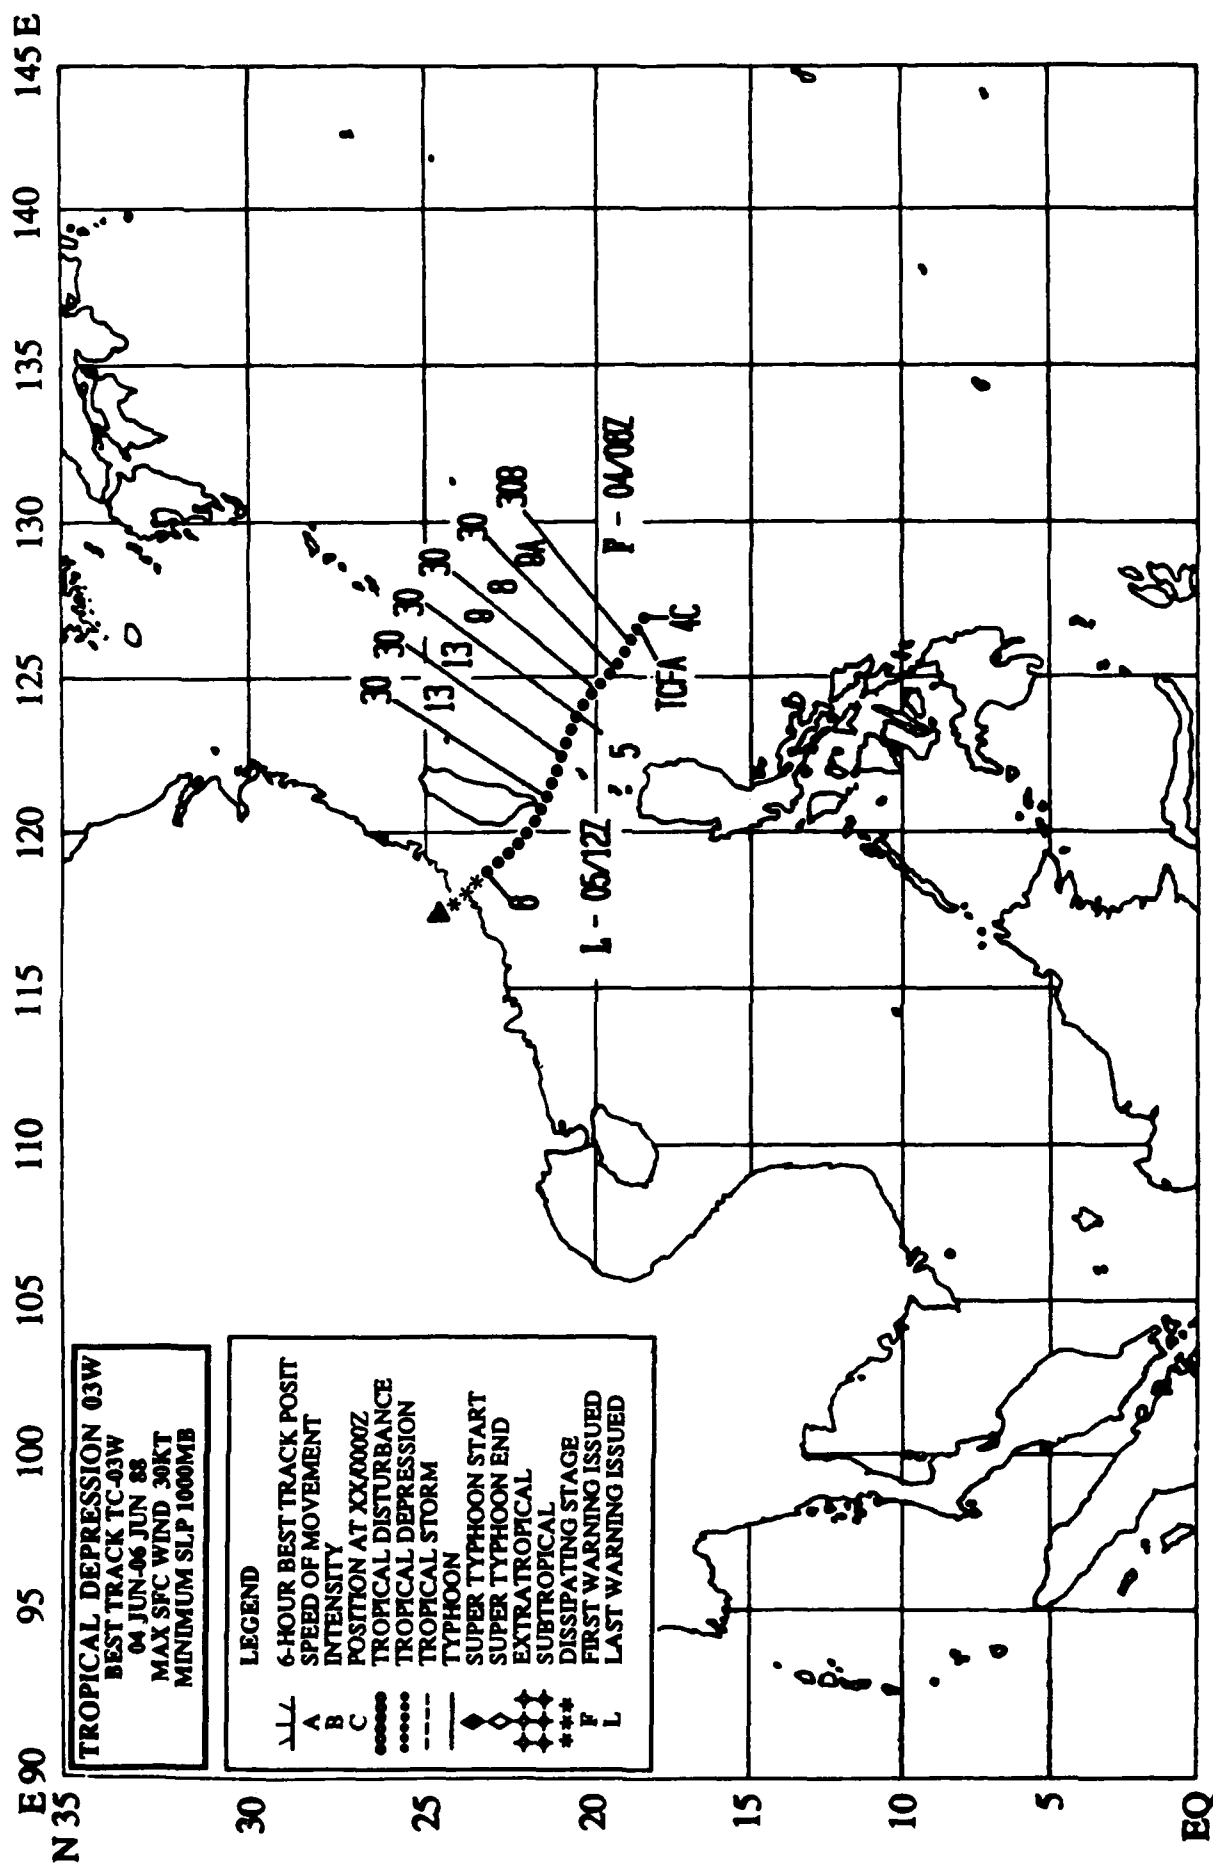 TROPICAL DEPRESSION 03W
BEST TRACK TC-03W
04 JUN-06 JUN 88
MAX SFC WIND 30KT
MINIMUM SLP 1000MB
LEGEND
6-HOUR BEST TRACK POSIT
A SPEED OF MOVEMENT
B INTENSITY
C POSITION AT XX/0000Z
TROPICAL DISTURBANCE
TROPICAL DEPRESSION
TROPICAL STORM
TYPHOON
SUPER TYPHOON START
SUPER TYPHOON END
EXTRATROPICAL
SUBTROPICAL
*** DISSIPATING STAGE
F FIRST WARNING ISSUED
L LAST WARNING ISSUED
E 90 95 100 105 110 115 120 125 130 135 140 145 E
N 35
30
25
20
15
10
5
EQ
30
30
30
30
30
30B
13
13
9
8
9A
6
5
4C
TCFA
L - 05/12Z
F - 04/08Z